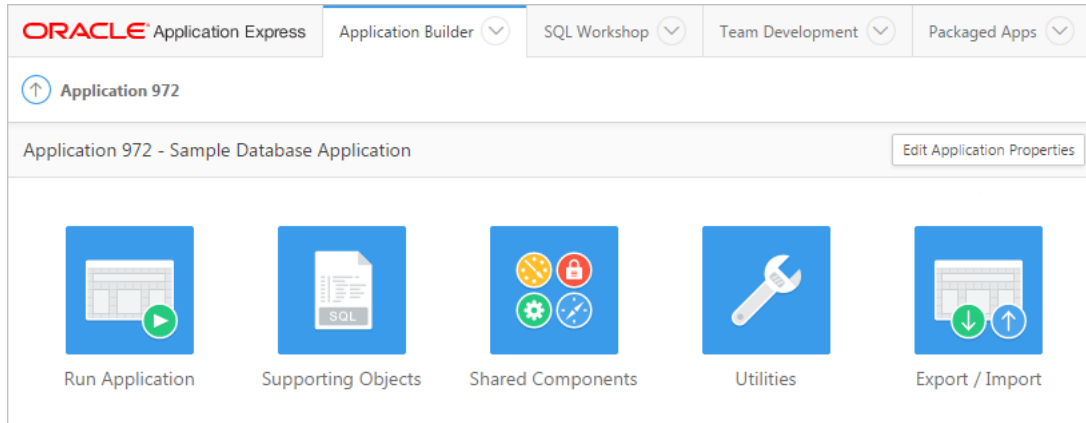 ORACLE Application Express Application Builder SQL Workshop Team Development Packaged Apps
Application 972
Application 972 - Sample Database Application Edit Application Properties
SQL
Run Application Supporting Objects Shared Components Utilities Export / Import